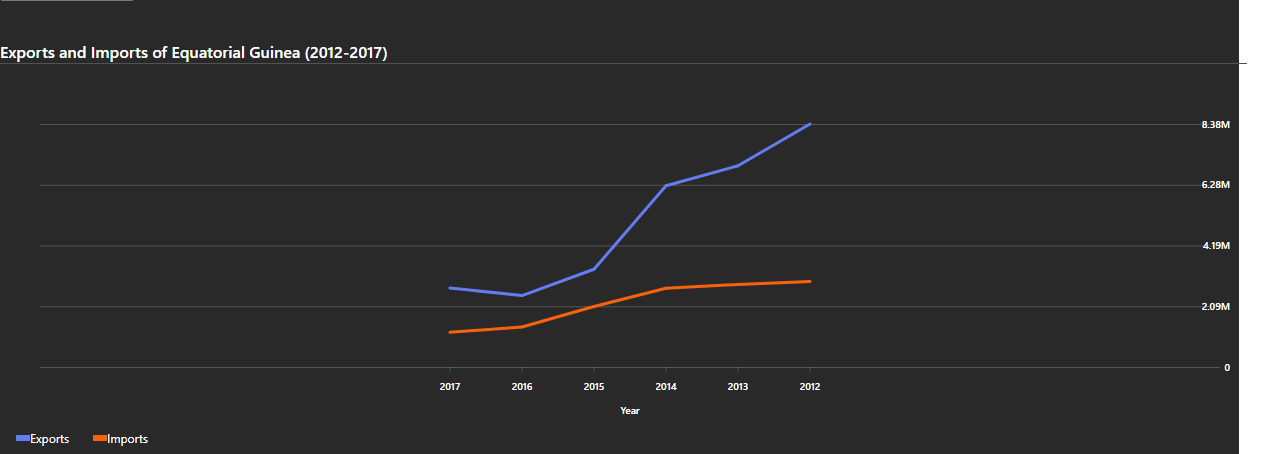 Exports and Imports of Equatorial Guinea (2012-2017)
8.38M
6.28M
4.19M
2.09M
0
2017 2016 2015 2014 2013 2012
Year
Exports Imports